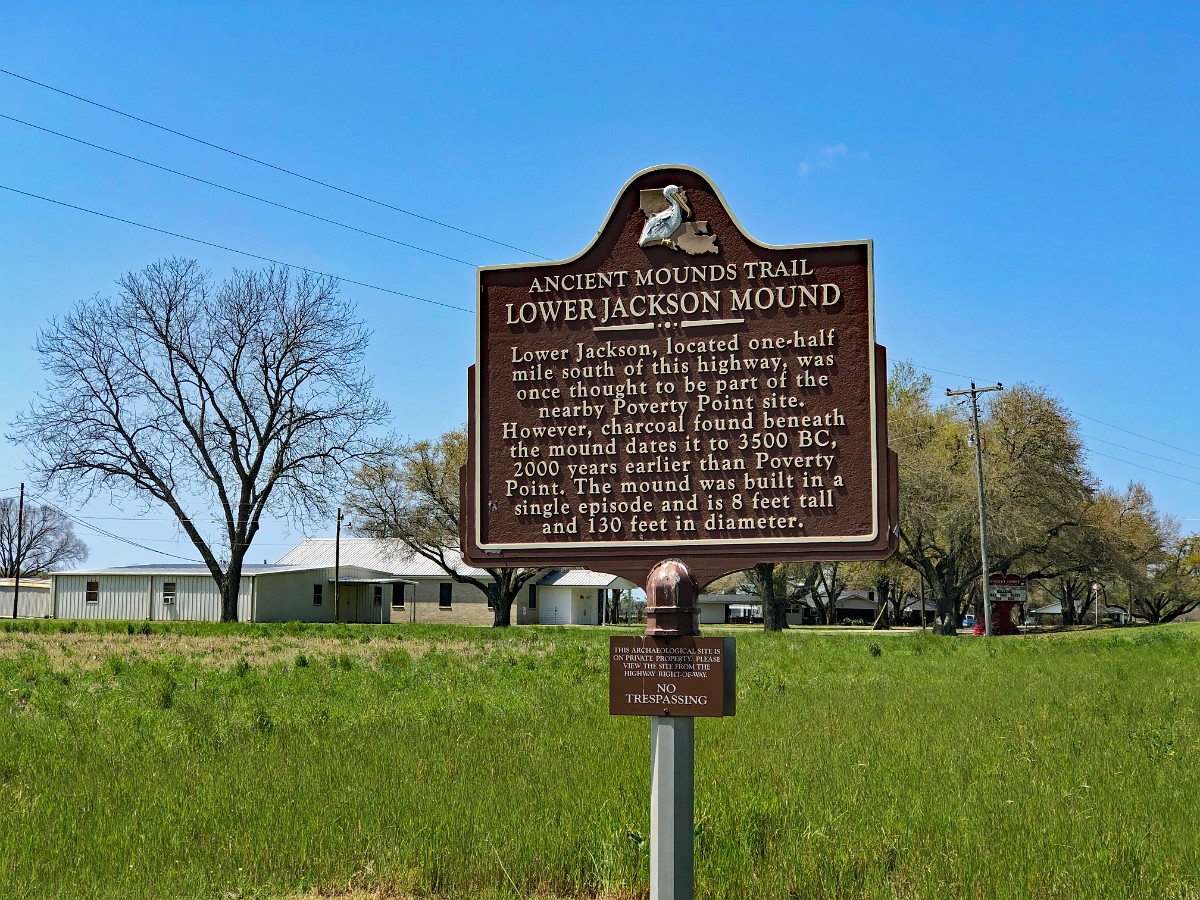 ANCIENT MOUNDS TRAIL
LOWER JACKSON MOUND
Lower Jackson, located one-half
mile south of this highway, was
once thought to be part of the
nearby Poverty Point site.
However, charcoal found beneath
the mound dates it to 3500 BC,
2000 years earlier than Poverty
Point. The mound was built in a
single episode and is 8 feet tall
and 130 feet in diameter.
THIS ARCHAEOLOGICAL SITE IS
ON PRIVATE PROPERTY. PLEASE
VIEW THE SITE FROM THE
HIGHWAY RIGHT-OF-WAY.
NO
TRESPASSING